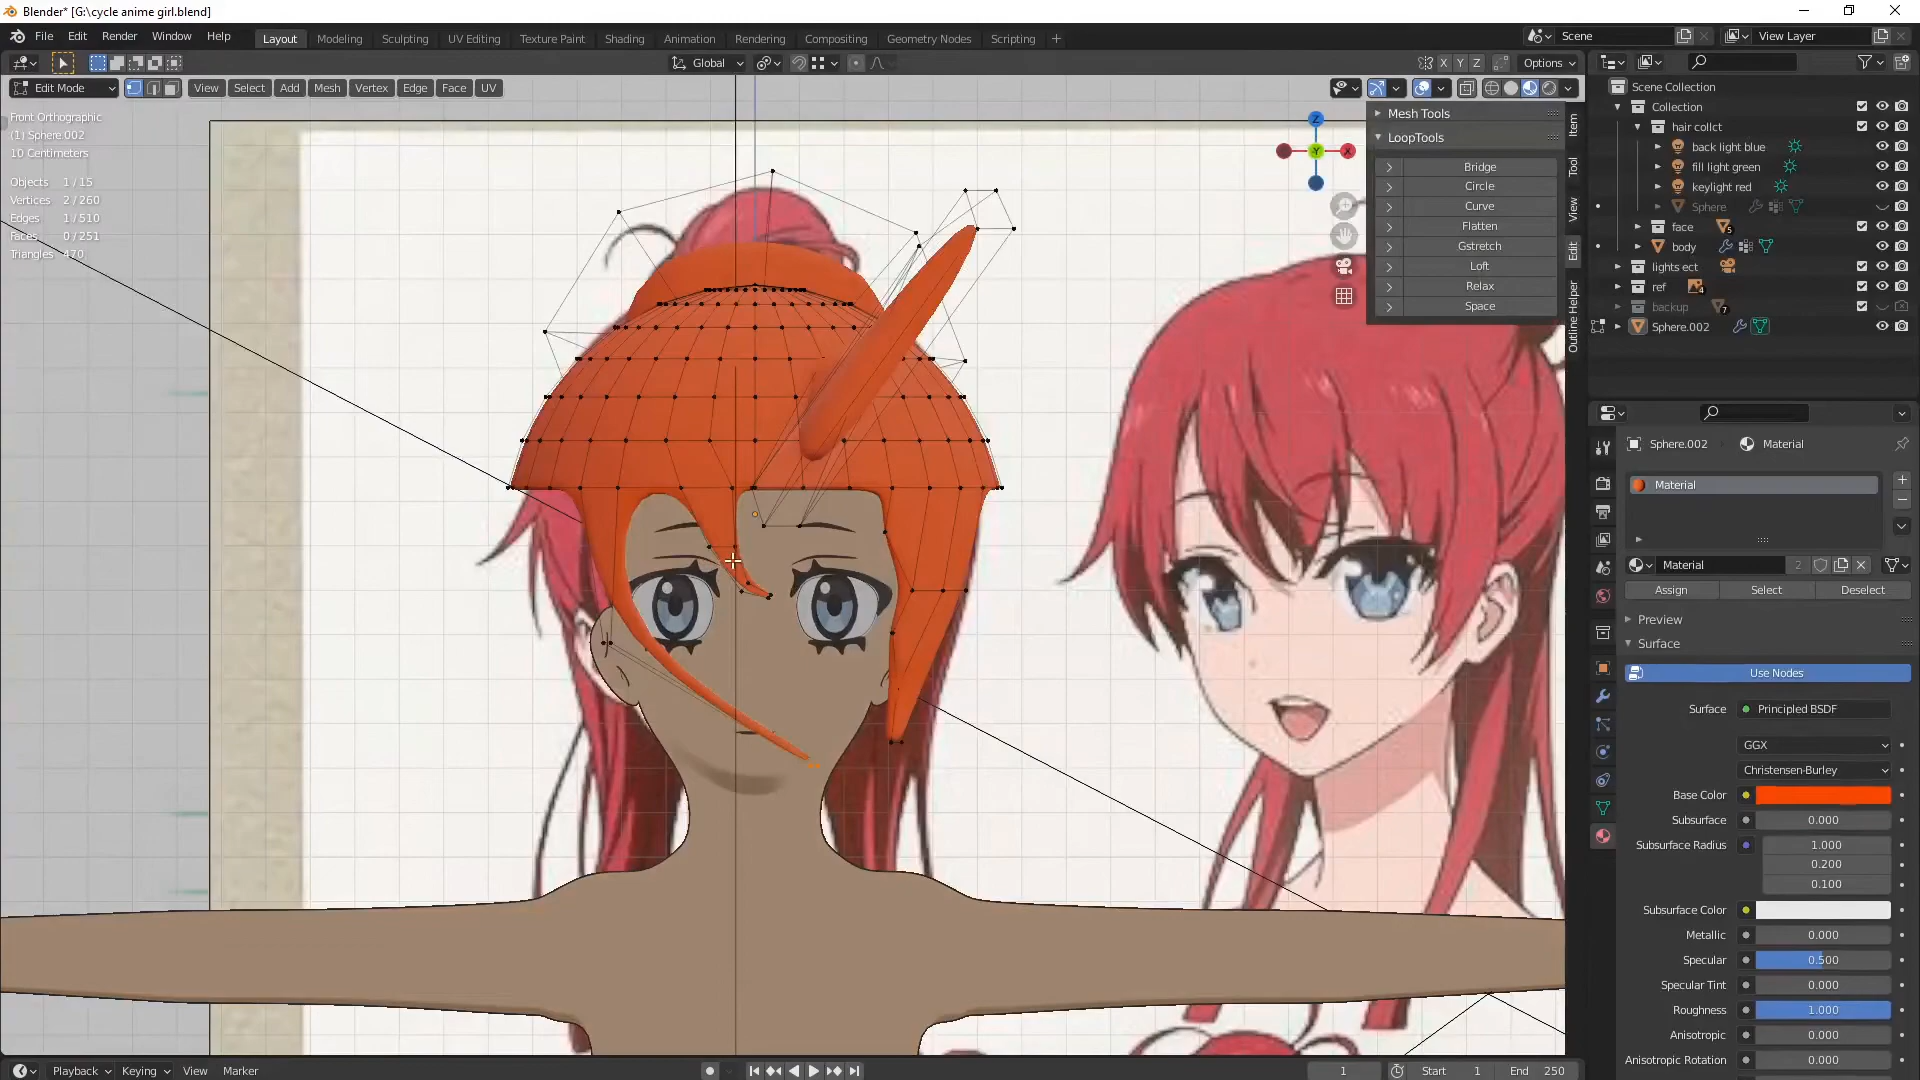 Blender* [G:\cycle anime girl.blend]
File Edit Render Window Help
Layout Modeling Sculpting UV Editing Texture Paint Shading Animation Rendering Compositing Geometry Nodes Scripting +
Scene
View Layer
Global
X Y Z
Options
Edit Mode
View Select Add Mesh Vertex Edge Face UV
Front Orthographic
(1) Sphere.002
10 Centimeters
Objects 1 / 15
Vertices 2 / 260
Edges 1 / 510
Faces 0 / 251
Triangles 470
Z
Y
X
Mesh Tools
LoopTools
Bridge
Circle
Curve
Flatten
Gstretch
Loft
Relax
Space
Item
Tool
View
Edit
Outline Helper
Scene Collection
Collection
hair collct
back light blue
fill light green
keylight red
Sphere
face 5
body
lights ect
ref 4
backup 7
Sphere.002
Sphere.002 Material
Material
Material 2
Assign Select Deselect
Preview
Surface
Use Nodes
Surface Principled BSDF
GGX
Christensen-Burley
Base Color
Subsurface 0.000
Subsurface Radius 1.000
0.200
0.100
Subsurface Color
Metallic 0.000
Specular 0.500
Specular Tint 0.000
Roughness 1.000
Anisotropic 0.000
Anisotropic Rotation 0.000
Playback Keying View Marker
1 Start 1 End 250